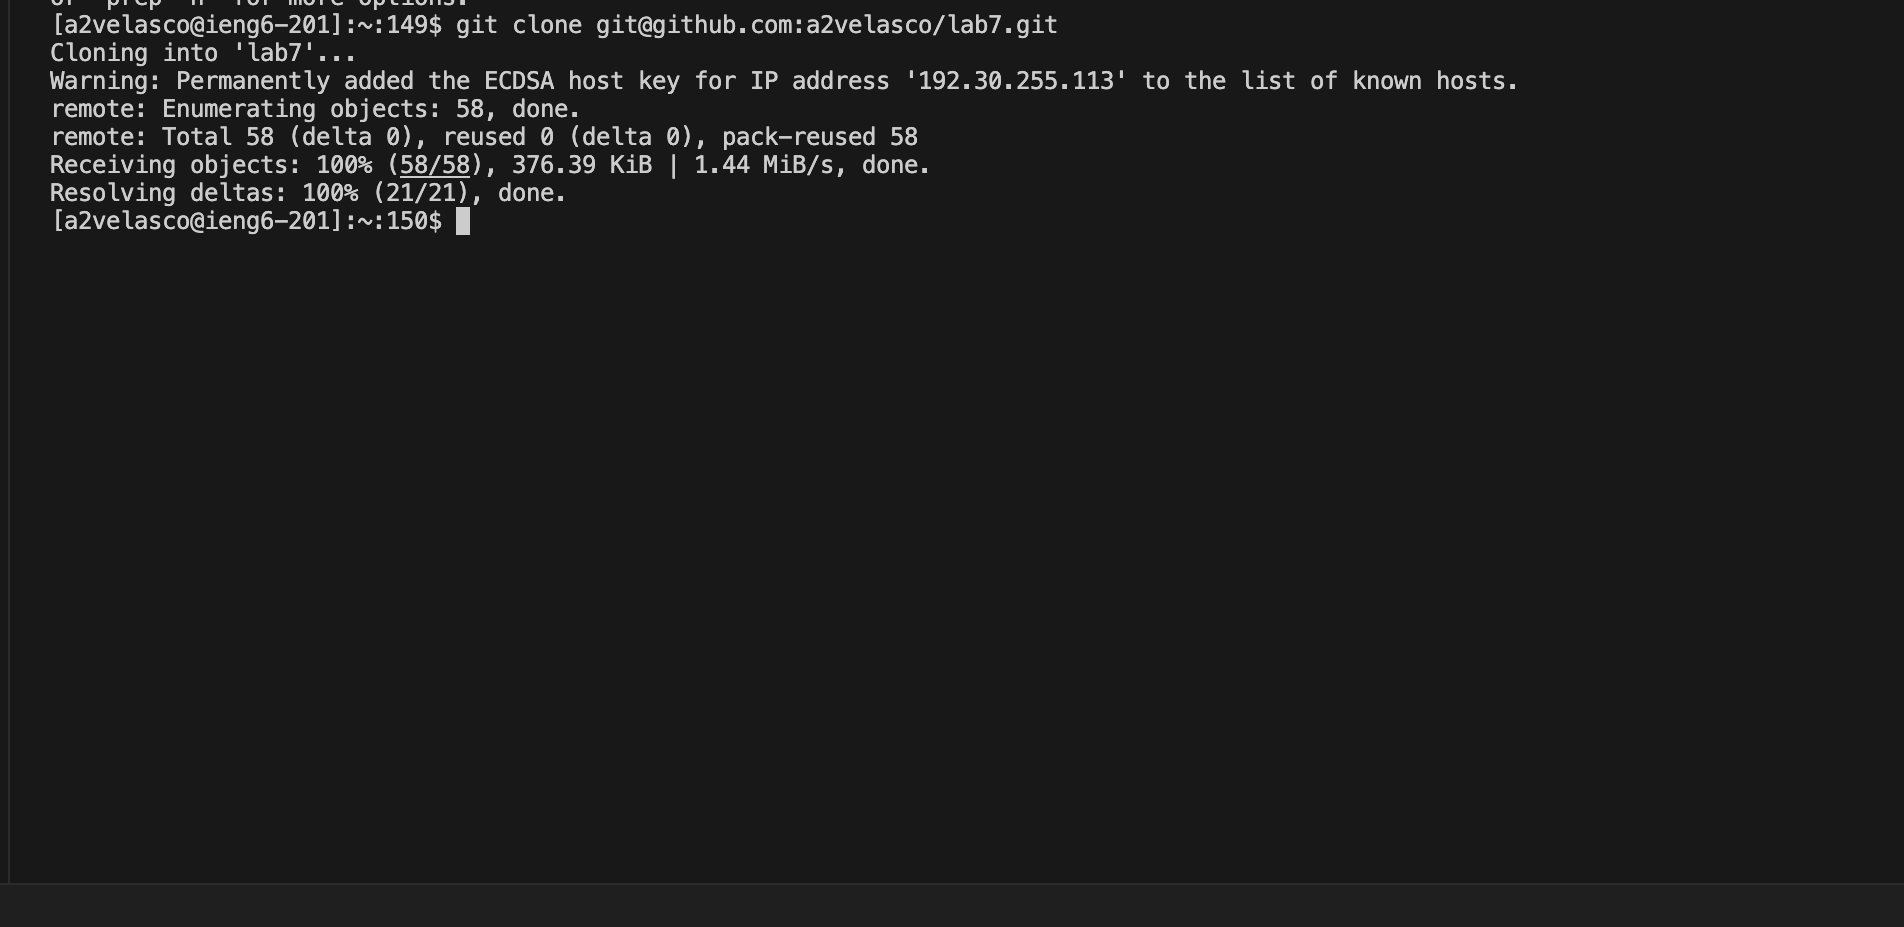 for more options.
[a2velasco@ieng6-201]:~:149$ git clone git@github.com:a2velasco/lab7.git
Cloning into 'lab7'...
Warning: Permanently added the ECDSA host key for IP address '192.30.255.113' to the list of known hosts.
remote: Enumerating objects: 58, done.
remote: Total 58 (delta 0), reused 0 (delta 0), pack-reused 58
Receiving objects: 100% (58/58), 376.39 KiB | 1.44 MiB/s, done.
Resolving deltas: 100% (21/21), done.
[a2velasco@ieng6-201]:~:150$